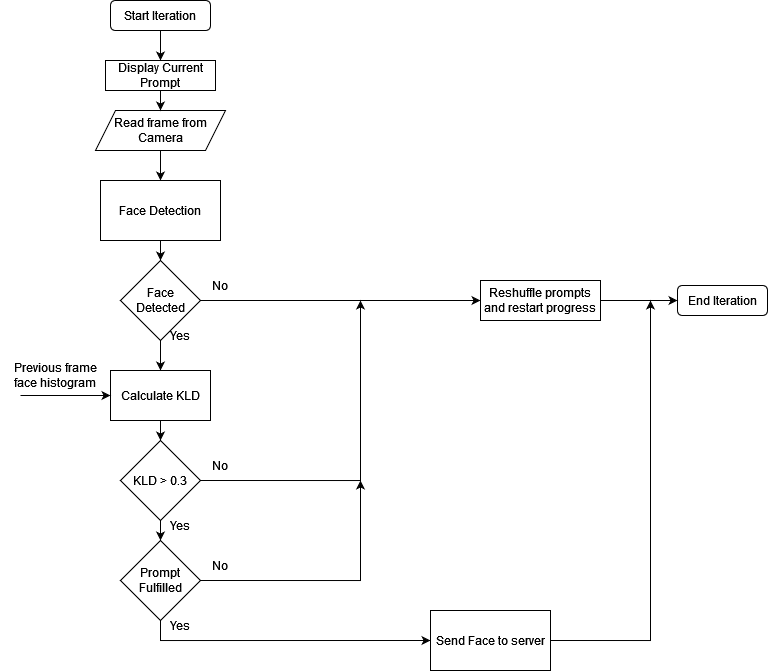 Start Iteration
Display Current
Prompt
Read frame from
Camera
Face Detection
Face
Detected
No
Yes
Reshuffle prompts
and restart progress
End Iteration
Previous frame
face histogram
Calculate KLD
KLD > 0.3
No
Yes
Prompt
Fulfilled
No
Yes
Send Face to server